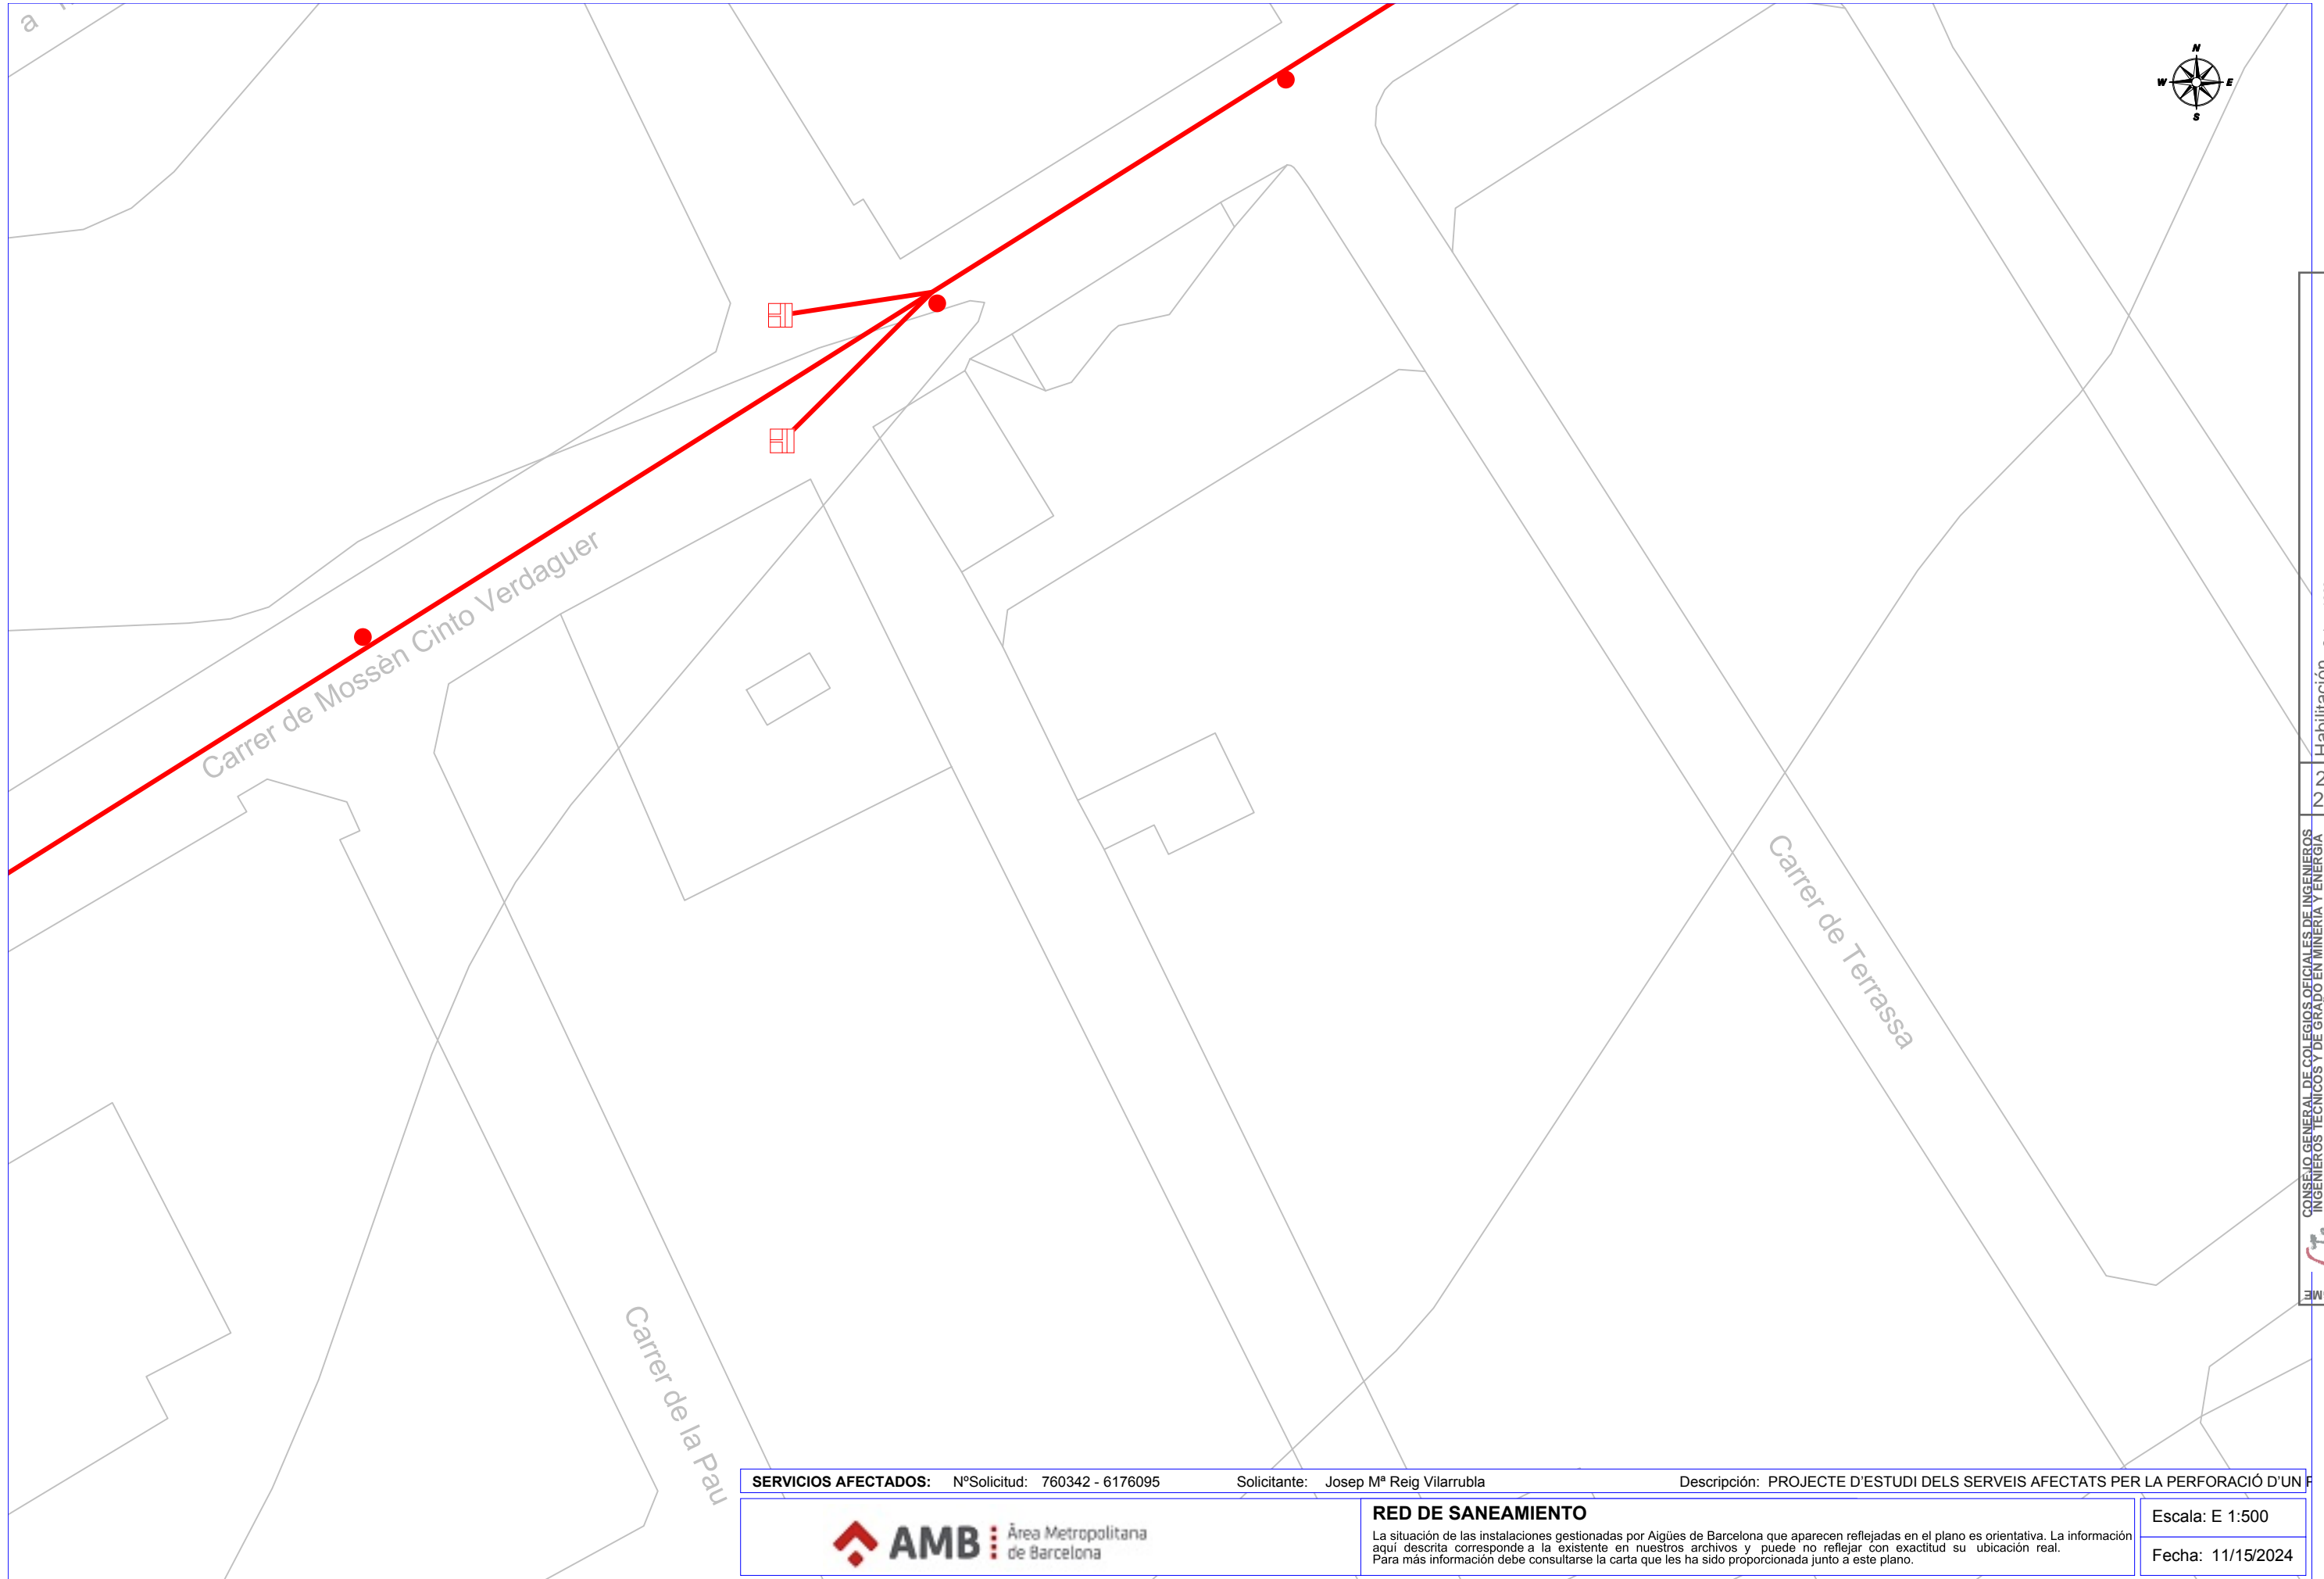 a
N
W E
S
Carrer de Mossèn Cinto Verdaguer
Carrer de Terrassa
Carrer de la Pau
Habilitación
2
2
CONSEJO GENERAL DE COLEGIOS OFICIALES DE INGENIEROS
INGENIEROS TÉCNICOS Y DE GRADO EN MINERÍA Y ENERGÍA
SERVICIOS AFECTADOS: NºSolicitud: 760342 - 6176095 Solicitante: Josep Mª Reig Vilarrubla Descripción: PROJECTE D'ESTUDI DELS SERVEIS AFECTATS PER LA PERFORACIÓ D'UN
AMB Àrea Metropolitana
de Barcelona
RED DE SANEAMIENTO
La situación de las instalaciones gestionadas por Aigües de Barcelona que aparecen reflejadas en el plano es orientativa. La información
aquí descrita corresponde a la existente en nuestros archivos y puede no reflejar con exactitud su ubicación real.
Para más información debe consultarse la carta que les ha sido proporcionada junto a este plano.
Escala: E 1:500
Fecha: 11/15/2024